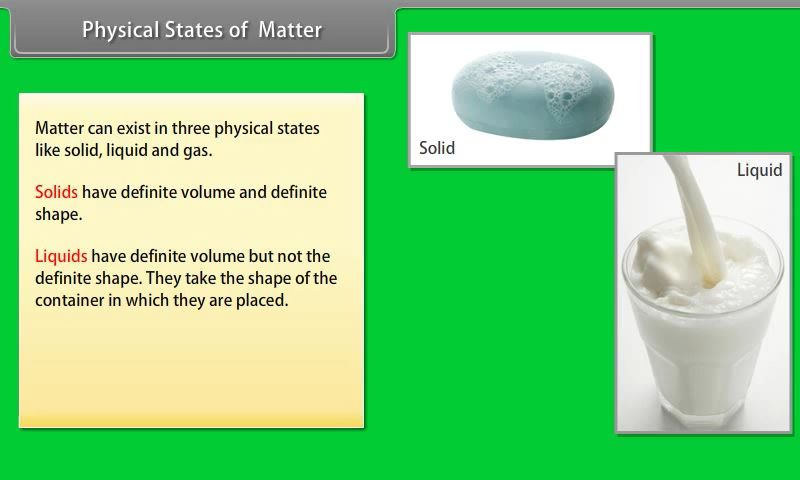 Physical States of Matter
Matter can exist in three physical states
like solid, liquid and gas.
Solids have definite volume and definite
shape.
Liquids have definite volume but not the
definite shape. They take the shape of the
container in which they are placed.
Solid
Liquid